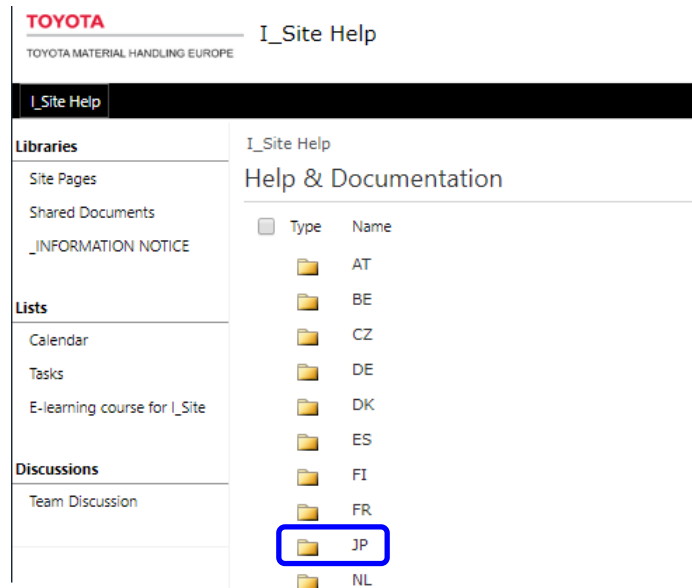 TOYOTA
TOYOTA MATERIAL HANDLING EUROPE
I_Site Help
I_Site Help
Libraries
Site Pages
Shared Documents
_INFORMATION NOTICE
Lists
Calendar
Tasks
E-learning course for I_Site
Discussions
Team Discussion
I_Site Help
Help & Documentation
Type Name
AT
BE
CZ
DE
DK
ES
FI
FR
JP
NL